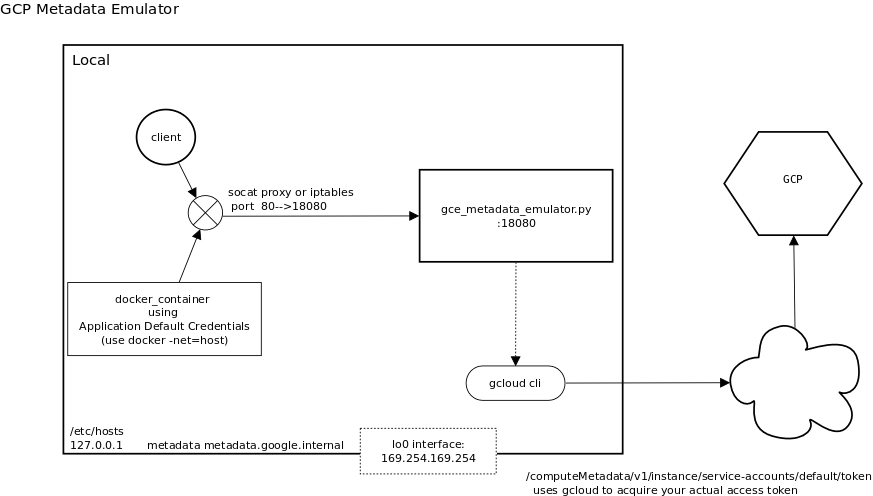 GCP Metadata Emulator
Local
client
socat proxy or iptables
port 80-->18080
gce_metadata_emulator.py
:18080
GCP
docker_container
using
Application Default Credentials
(use docker -net=host)
gcloud cli
/etc/hosts
127.0.0.1 metadata metadata.google.internal
lo0 interface:
169.254.169.254
/computeMetadata/v1/instance/service-accounts/default/token
uses gcloud to acquire your actual access token